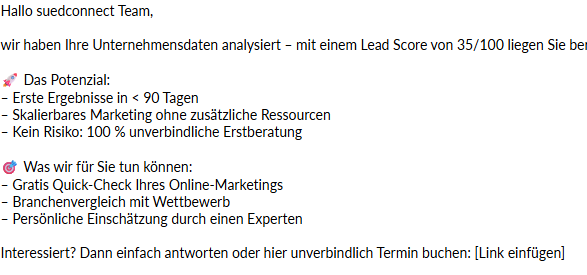 Hallo suedconnect Team,
wir haben Ihre Unternehmensdaten analysiert – mit einem Lead Score von 35/100 liegen Sie
🚀 Das Potenzial:
– Erste Ergebnisse in < 90 Tagen
– Skalierbares Marketing ohne zusätzliche Ressourcen
– Kein Risiko: 100 % unverbindliche Erstberatung
🎯 Was wir für Sie tun können:
– Gratis Quick-Check Ihres Online-Marketings
– Branchenvergleich mit Wettbewerb
– Persönliche Einschätzung durch einen Experten
Interessiert? Dann einfach antworten oder hier unverbindlich Termin buchen: [Link einfügen]